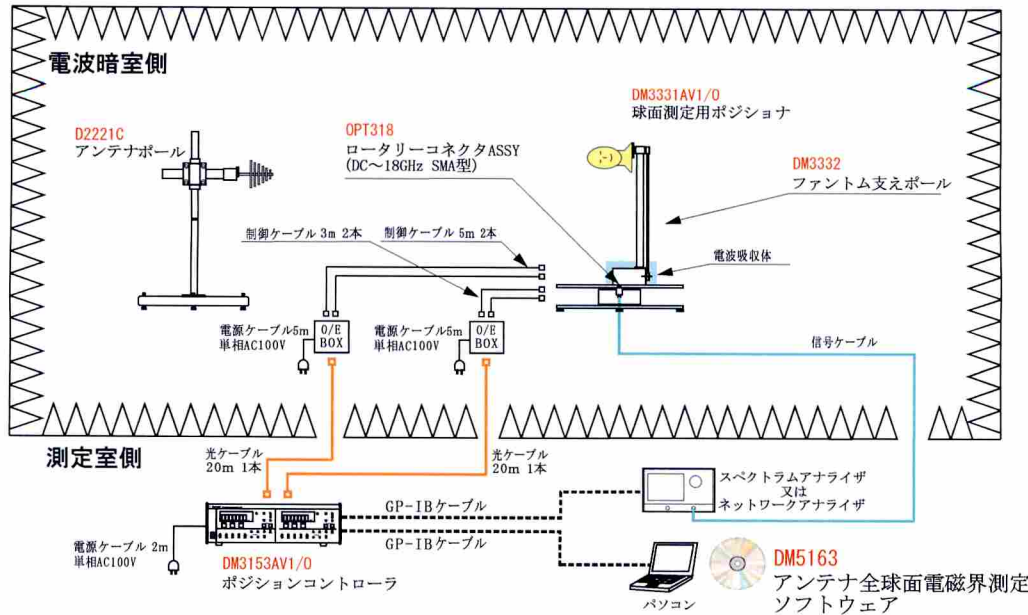 電波暗室側
D2221C
アンテナポール
OPT318
ロータリーコネクタASSY
(DC～18GHz SMA型)
DM3331AV1/O
球面測定用ポジショナ
DM3332
ファントム支えポール
制御ケーブル 3m 2本
制御ケーブル 5m 2本
電波吸収体
電源ケーブル5m
単相AC100V
O/E
BOX
電源ケーブル5m
単相AC100V
O/E
BOX
信号ケーブル
測定室側
光ケーブル
20m 1本
光ケーブル
20m 1本
スペクトラムアナライザ
又は
ネットワークアナライザ
GP-IBケーブル
GP-IBケーブル
電源ケーブル 2m
単相AC100V
DM3153AV1/O
ポジションコントローラ
パソコン
DM5163
アンテナ全球面電磁界測定
ソフトウェア